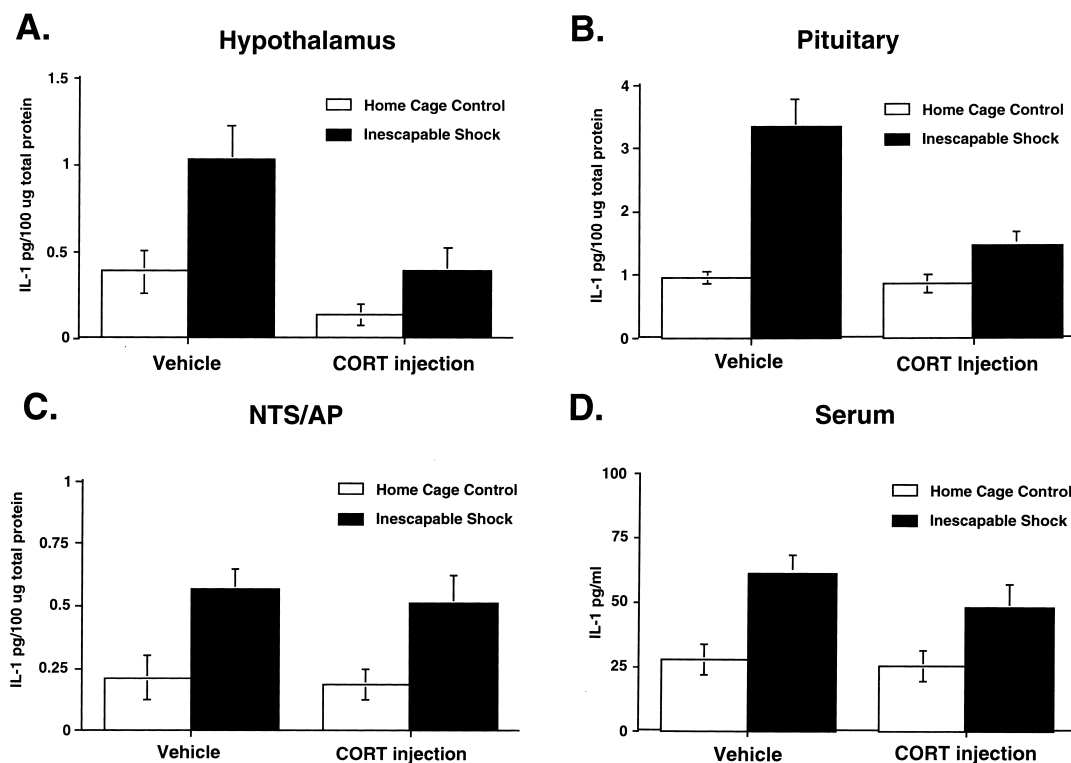 A.
Hypothalamus
IL-1 pg/100 ug total protein
1.5
1
0.5
0
Home Cage Control
Inescapable Shock
Vehicle
CORT injection
B.
Pituitary
IL-1 pg/100 ug total protein
4
3
2
1
0
Home Cage Control
Inescapable Shock
Vehicle
CORT Injection
C.
NTS/AP
IL-1 pg/100 ug total protein
1
0.75
0.5
0.25
0
Home Cage Control
Inescapable Shock
Vehicle
CORT injection
D.
Serum
IL-1 pg/ml
100
75
50
25
0
Home Cage Control
Inescapable Shock
Vehicle
CORT injection